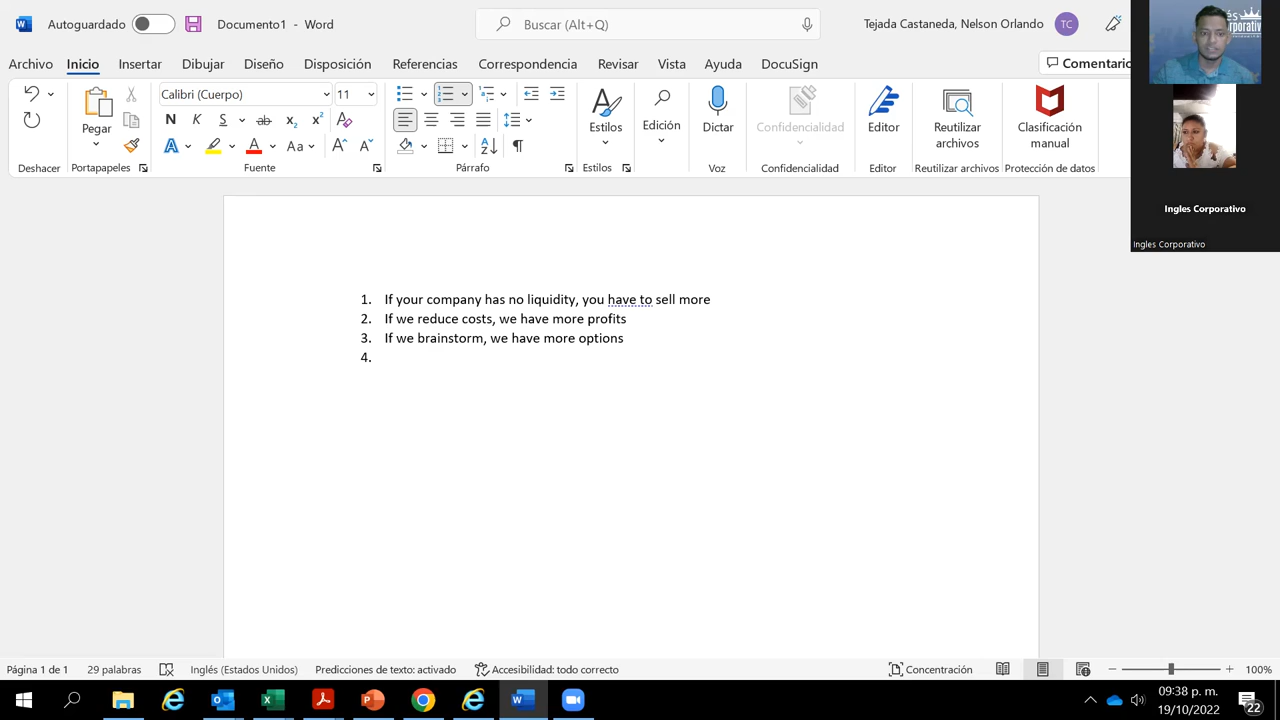 Autoguardado
Documento1 - Word
Buscar (Alt+Q)
Tejada Castaneda, Nelson Orlando
TC
Archivo Inicio Insertar Dibujar Diseño Disposición Referencias Correspondencia Revisar Vista Ayuda DocuSign
Comentario
Calibri (Cuerpo) 11
Pegar
N K S ab x₂ x² A
A A Aa A A
Estilos
Edición
Dictar
Confidencialidad
Editor
Reutilizar archivos
Clasificación manual
Deshacer Portapapeles Fuente Párrafo Estilos Voz Confidencialidad Editor Reutilizar archivos Protección de datos
Ingles Corporativo
Ingles Corporativo
1. If your company has no liquidity, you have to sell more
2. If we reduce costs, we have more profits
3. If we brainstorm, we have more options
4.
Página 1 de 1 29 palabras Inglés (Estados Unidos) Predicciones de texto: activado Accesibilidad: todo correcto Concentración 100%
09:38 p. m.
19/10/2022
22